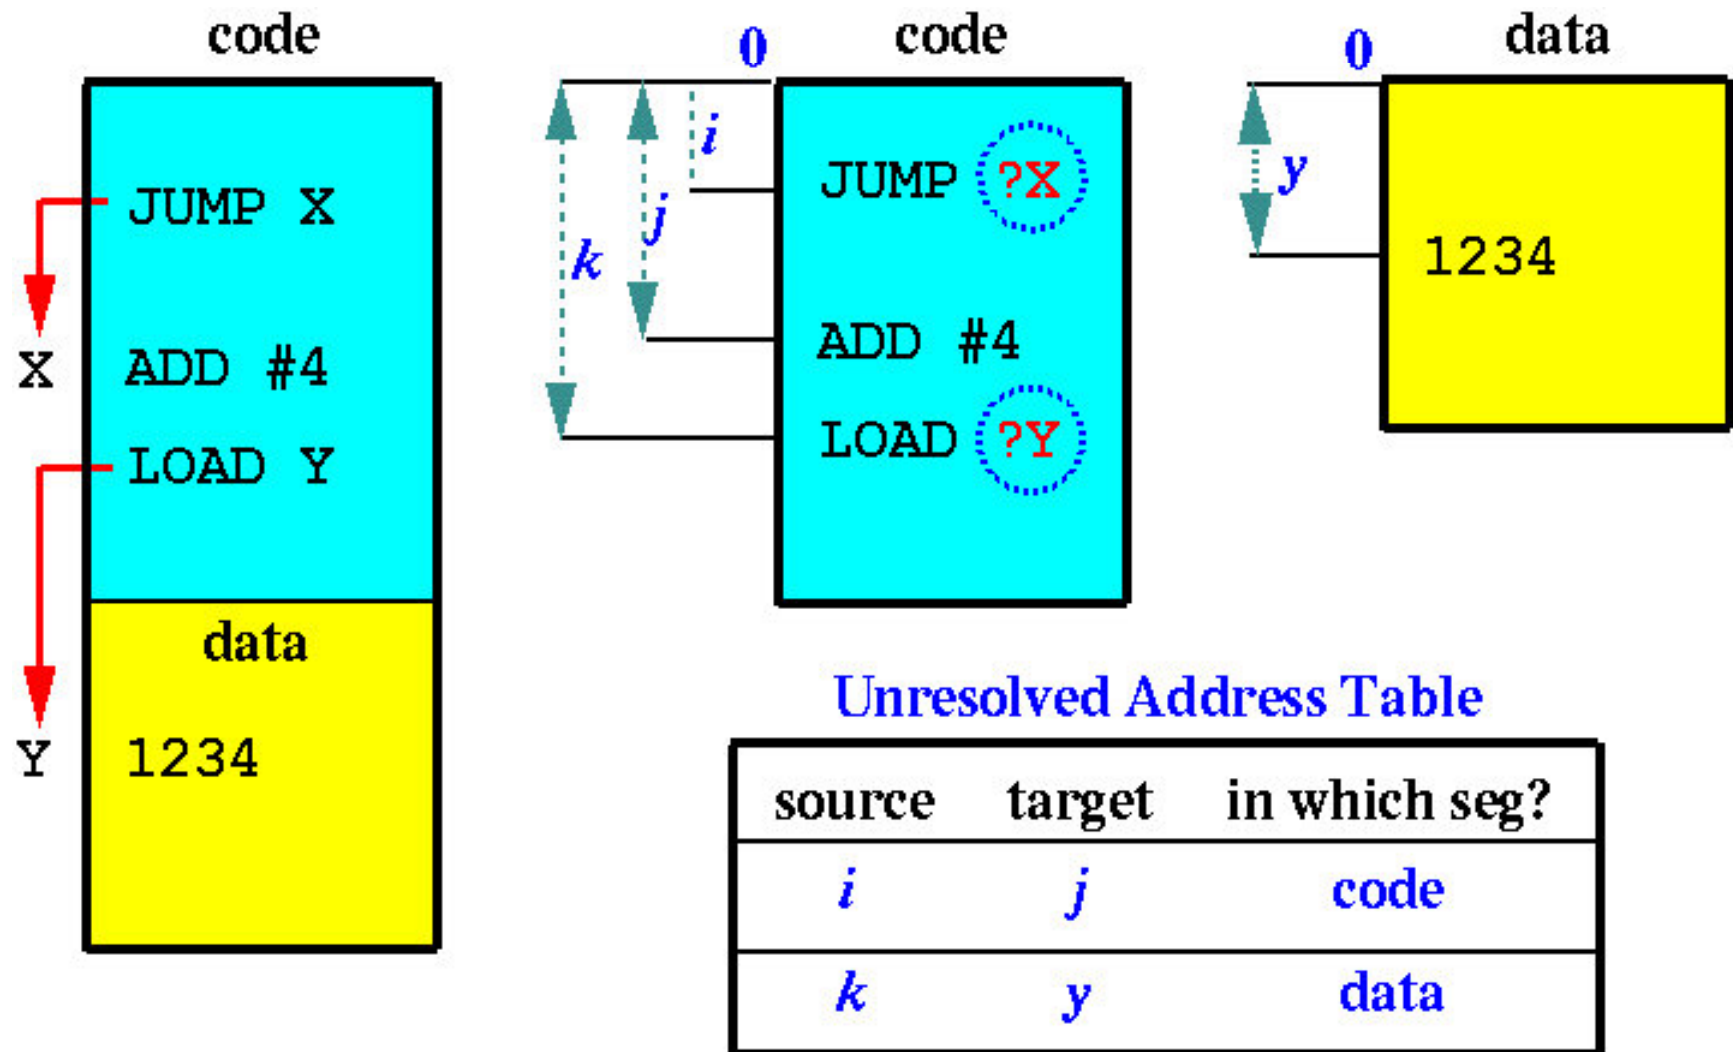 code
JUMP X
X
ADD #4
LOAD Y
data
Y
1234
0
code
i
j
k
JUMP ?X
ADD #4
LOAD ?Y
0
data
y
1234
Unresolved Address Table
source target in which seg?
i j code
k y data